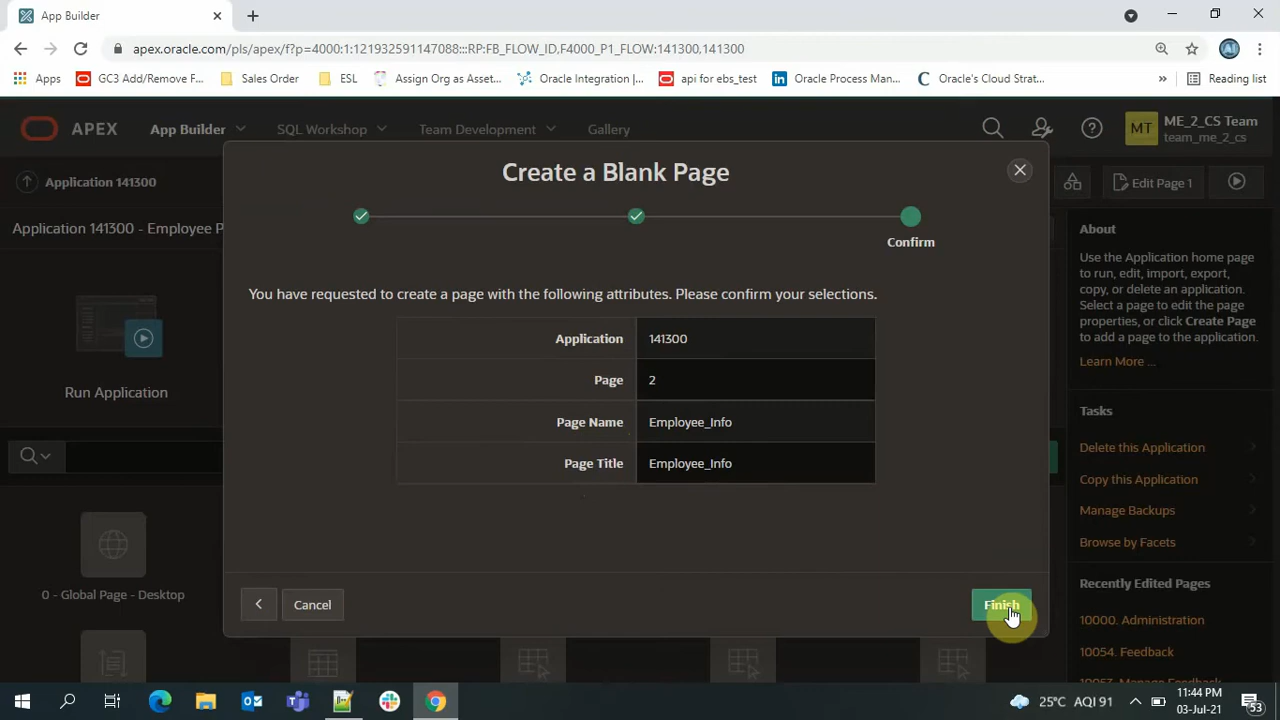 App Builder
apex.oracle.com/pls/apex/f?p=4000:1:121932591147088:::RP:FB_FLOW_ID,F4000_P1_FLOW:141300,141300
Apps
GC3 Add/Remove F...
Sales Order
ESL
Assign Org as Asset...
Oracle Integration |...
api for ebs_test
Oracle Process Man...
Oracle's Cloud Strat...
»
Reading list
APEX
App Builder
SQL Workshop
Team Development
Gallery
MT
ME_2_CS Team
team_me_2_cs
Application 141300
Edit Page 1
Create a Blank Page
Application 141300 - Employee P
Confirm
You have requested to create a page with the following attributes. Please confirm your selections.
Application 141300
Page 2
Page Name Employee_Info
Page Title Employee_Info
Cancel
Finish
Run Application
0 - Global Page - Desktop
About
Use the Application home page
to run, edit, import, export,
copy, or delete an application.
Select a page to edit the page
properties, or click Create Page
to add a page to the application.
Learn More ...
Tasks
Delete this Application
Copy this Application
Manage Backups
Browse by Facets
Recently Edited Pages
10000. Administration
10054. Feedback
10053. Manage Feedback
25°C AQI 91
11:44 PM
03-Jul-21
53